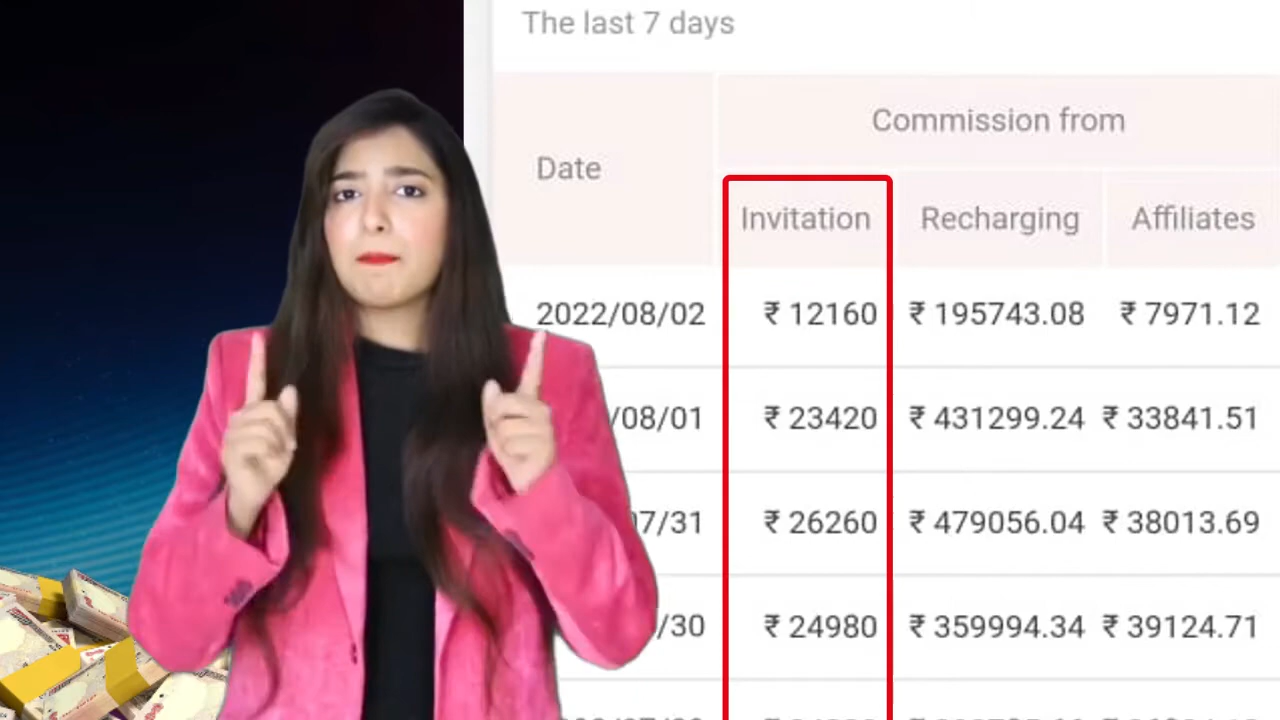 The last 7 days
Commission from
Date
Invitation Recharging Affiliates
2022/08/02 ₹ 12160 ₹ 195743.08 ₹ 7971.12
/08/01 ₹ 23420 ₹ 431299.24 ₹ 33841.51
07/31 ₹ 26260 ₹ 479056.04 ₹ 38013.69
/30 ₹ 24980 ₹ 359994.34 ₹ 39124.71